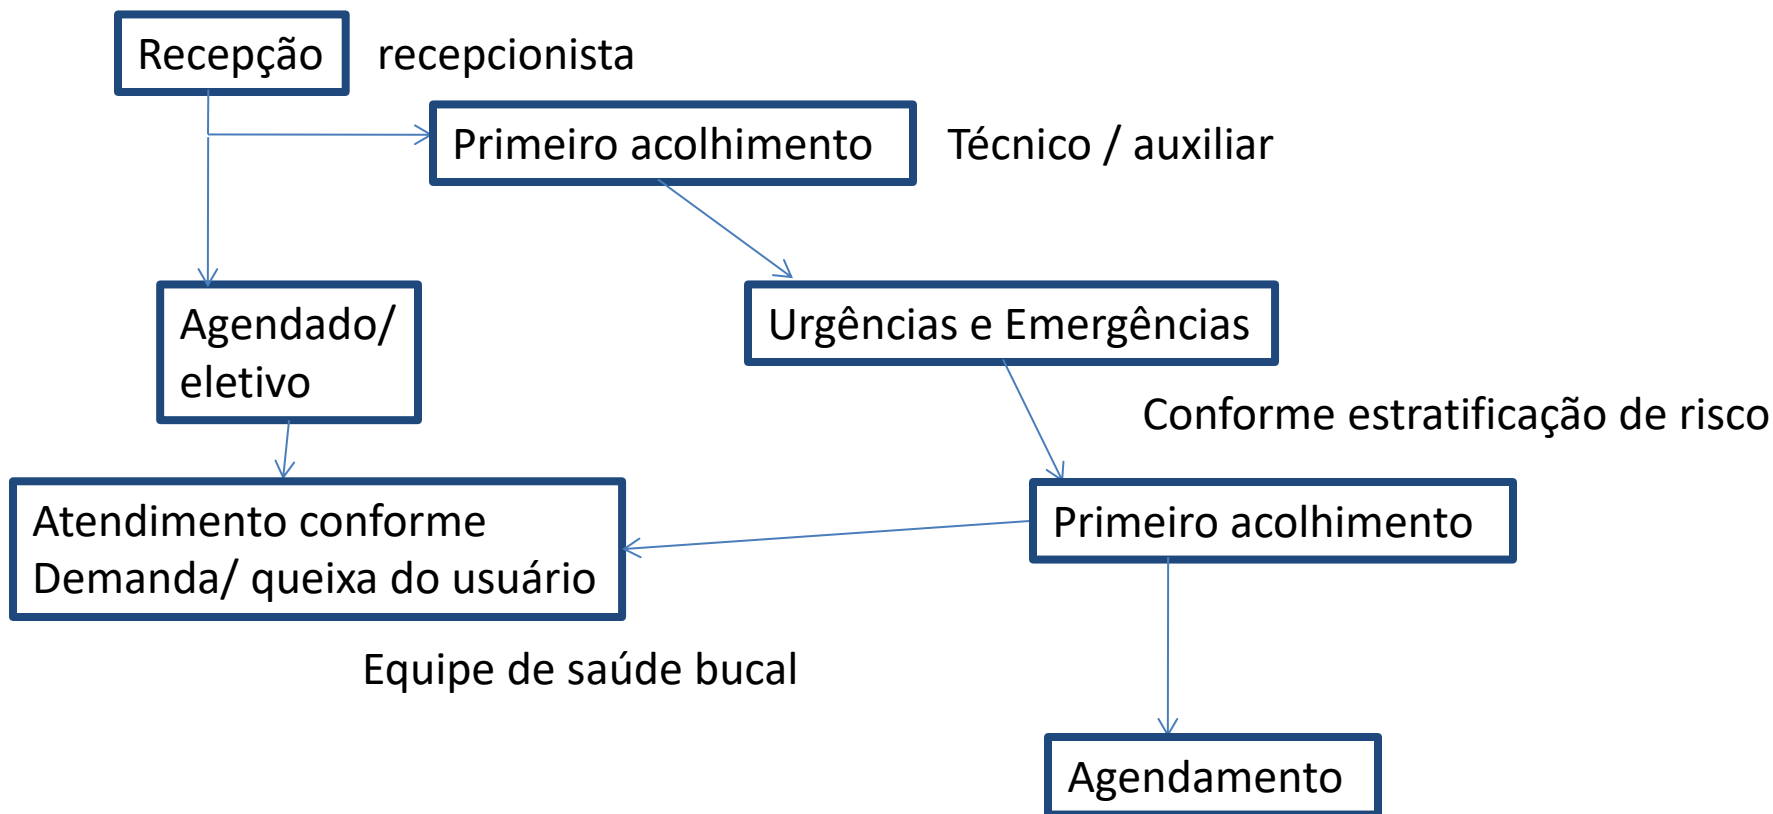 Recepção
recepcionista
Primeiro acolhimento
Técnico / auxiliar
Agendado/
eletivo
Urgências e Emergências
Conforme estratificação de risco
Atendimento conforme
Demanda/ queixa do usuário
Primeiro acolhimento
Equipe de saúde bucal
Agendamento